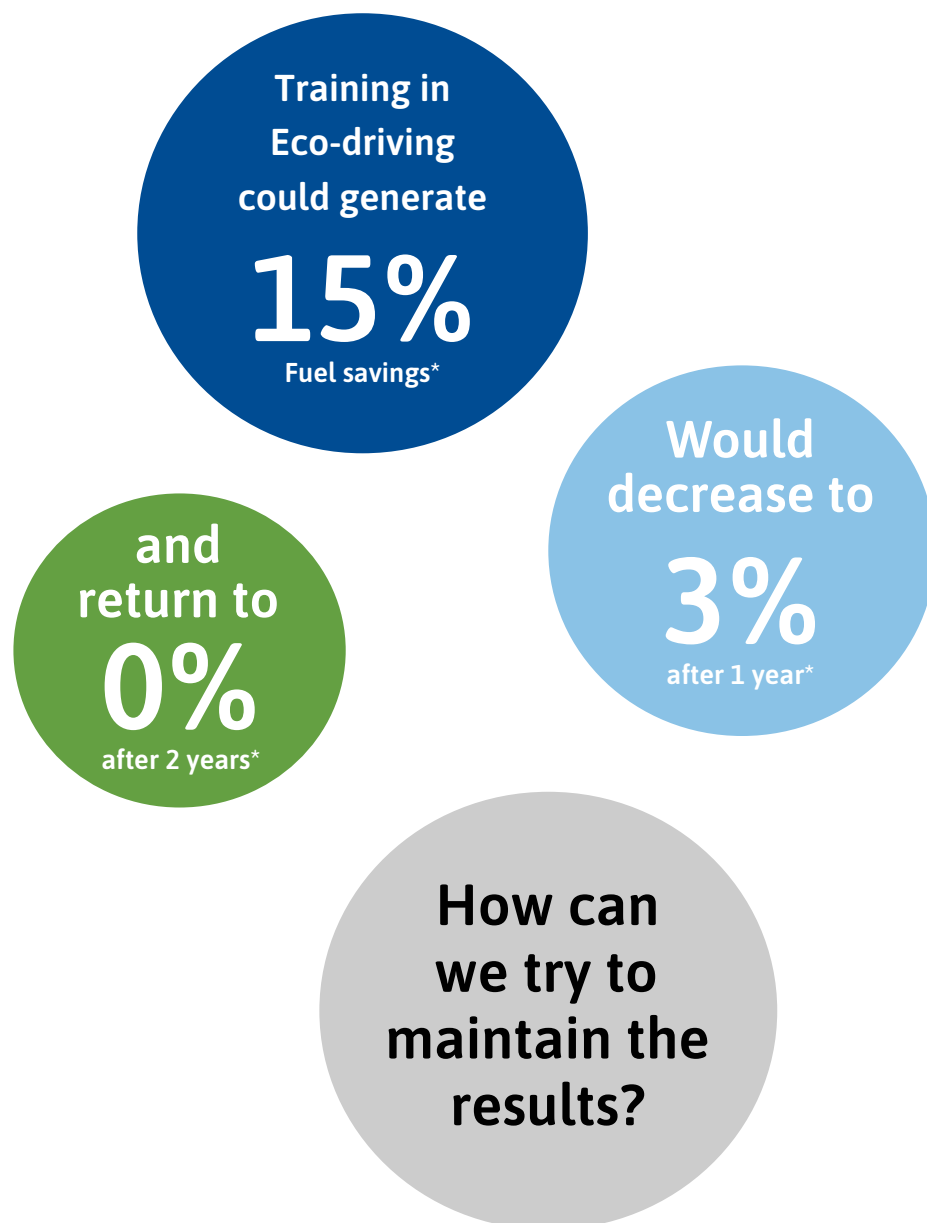 Training in
Eco-driving
could generate
15%
Fuel savings*
Would
decrease to
3%
after 1 year*
and
return to
0%
after 2 years*
How can
we try to
maintain the
results?